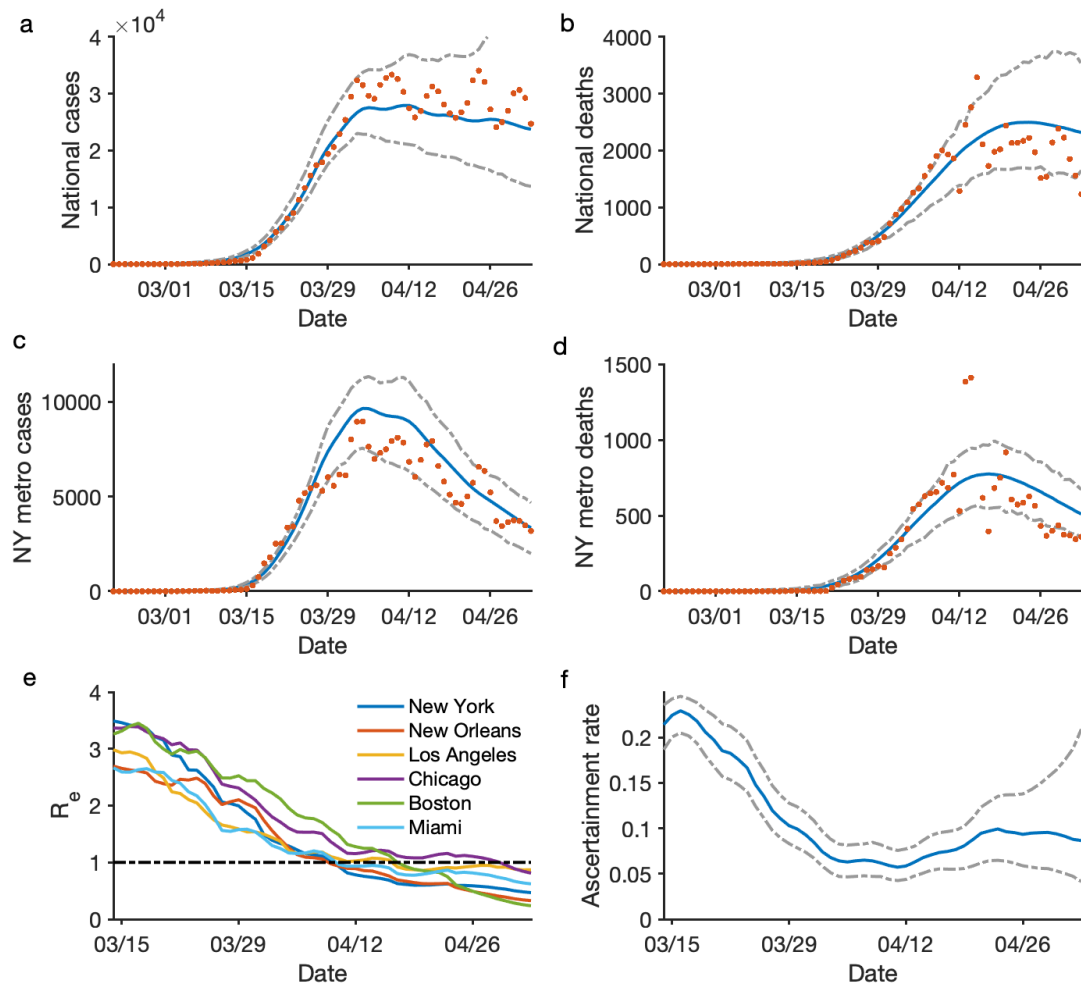 a
×10⁴
National cases
4
3
2
1
0
03/01 03/15 03/29 04/12 04/26
Date
b
National deaths
4000
3000
2000
1000
0
03/01 03/15 03/29 04/12 04/26
Date
c
NY metro cases
10000
5000
0
03/01 03/15 03/29 04/12 04/26
Date
d
NY metro deaths
1500
1000
500
0
03/01 03/15 03/29 04/12 04/26
Date
e
Rₑ
4
3
2
1
0
New York
New Orleans
Los Angeles
Chicago
Boston
Miami
03/15 03/29 04/12 04/26
Date
f
Ascertainment rate
0.2
0.15
0.1
0.05
0
03/15 03/29 04/12 04/26
Date